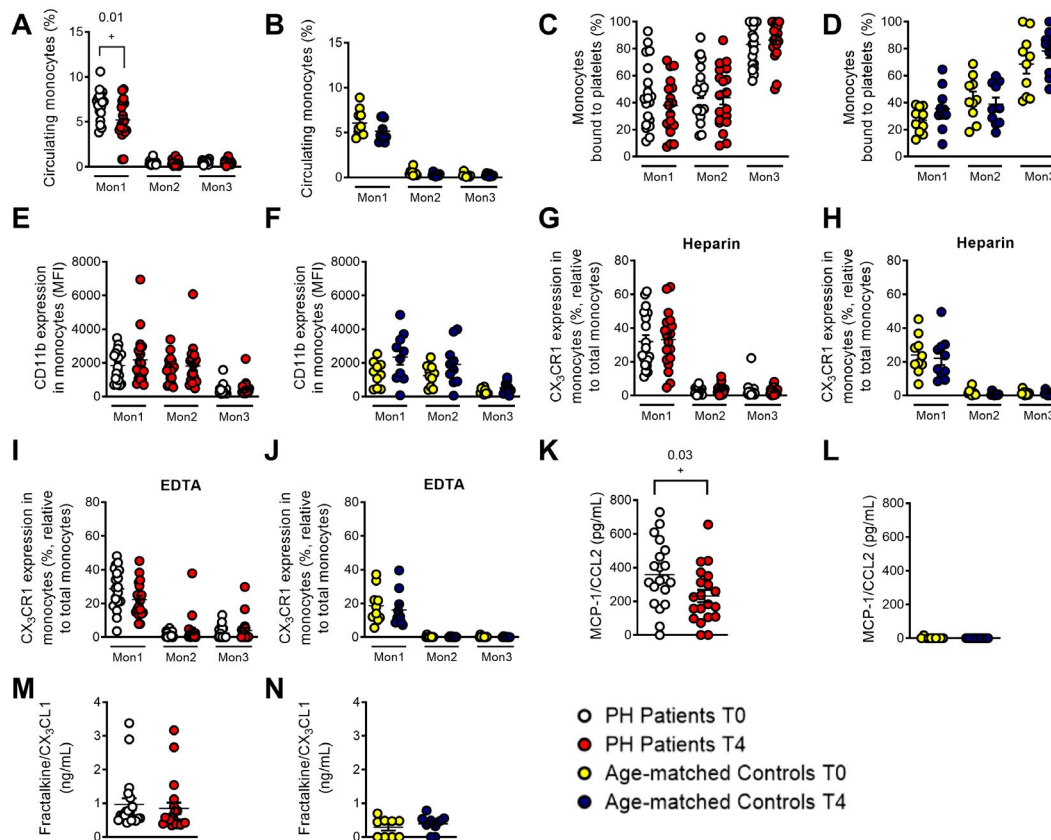 A
Circulating monocytes (%)
0.01
+
15
10
5
0
Mon1
Mon2
Mon3
B
Circulating monocytes (%)
15
10
5
0
Mon1
Mon2
Mon3
C
Monocytes
bound to platelets (%)
100
80
60
40
20
0
Mon1
Mon2
Mon3
D
Monocytes
bound to platelets (%)
100
80
60
40
20
0
Mon1
Mon2
Mon3
E
CD11b expression
in monocytes (MFI)
8000
6000
4000
2000
0
Mon1
Mon2
Mon3
F
CD11b expression
in monocytes (MFI)
8000
6000
4000
2000
0
Mon1
Mon2
Mon3
G
Heparin
CX3CR1 expression in
monocytes (%, relative
to total monocytes)
80
60
40
20
0
Mon1
Mon2
Mon3
H
Heparin
CX3CR1 expression in
monocytes (%, relative
to total monocytes)
80
60
40
20
0
Mon1
Mon2
Mon3
I
EDTA
CX3CR1 expression in
monocytes (%, relative
to total monocytes)
80
60
40
20
0
Mon1
Mon2
Mon3
J
EDTA
CX3CR1 expression in
monocytes (%, relative
to total monocytes)
80
60
40
20
0
Mon1
Mon2
Mon3
K
0.03
+
MCP-1/CCL2 (pg/mL)
800
600
400
200
0
L
MCP-1/CCL2 (pg/mL)
800
600
400
200
0
M
Fractalkine/CX3CL1
(ng/mL)
4
3
2
1
0
N
Fractalkine/CX3CL1
(ng/mL)
4
3
2
1
0
PH Patients T0
PH Patients T4
Age-matched Controls T0
Age-matched Controls T4